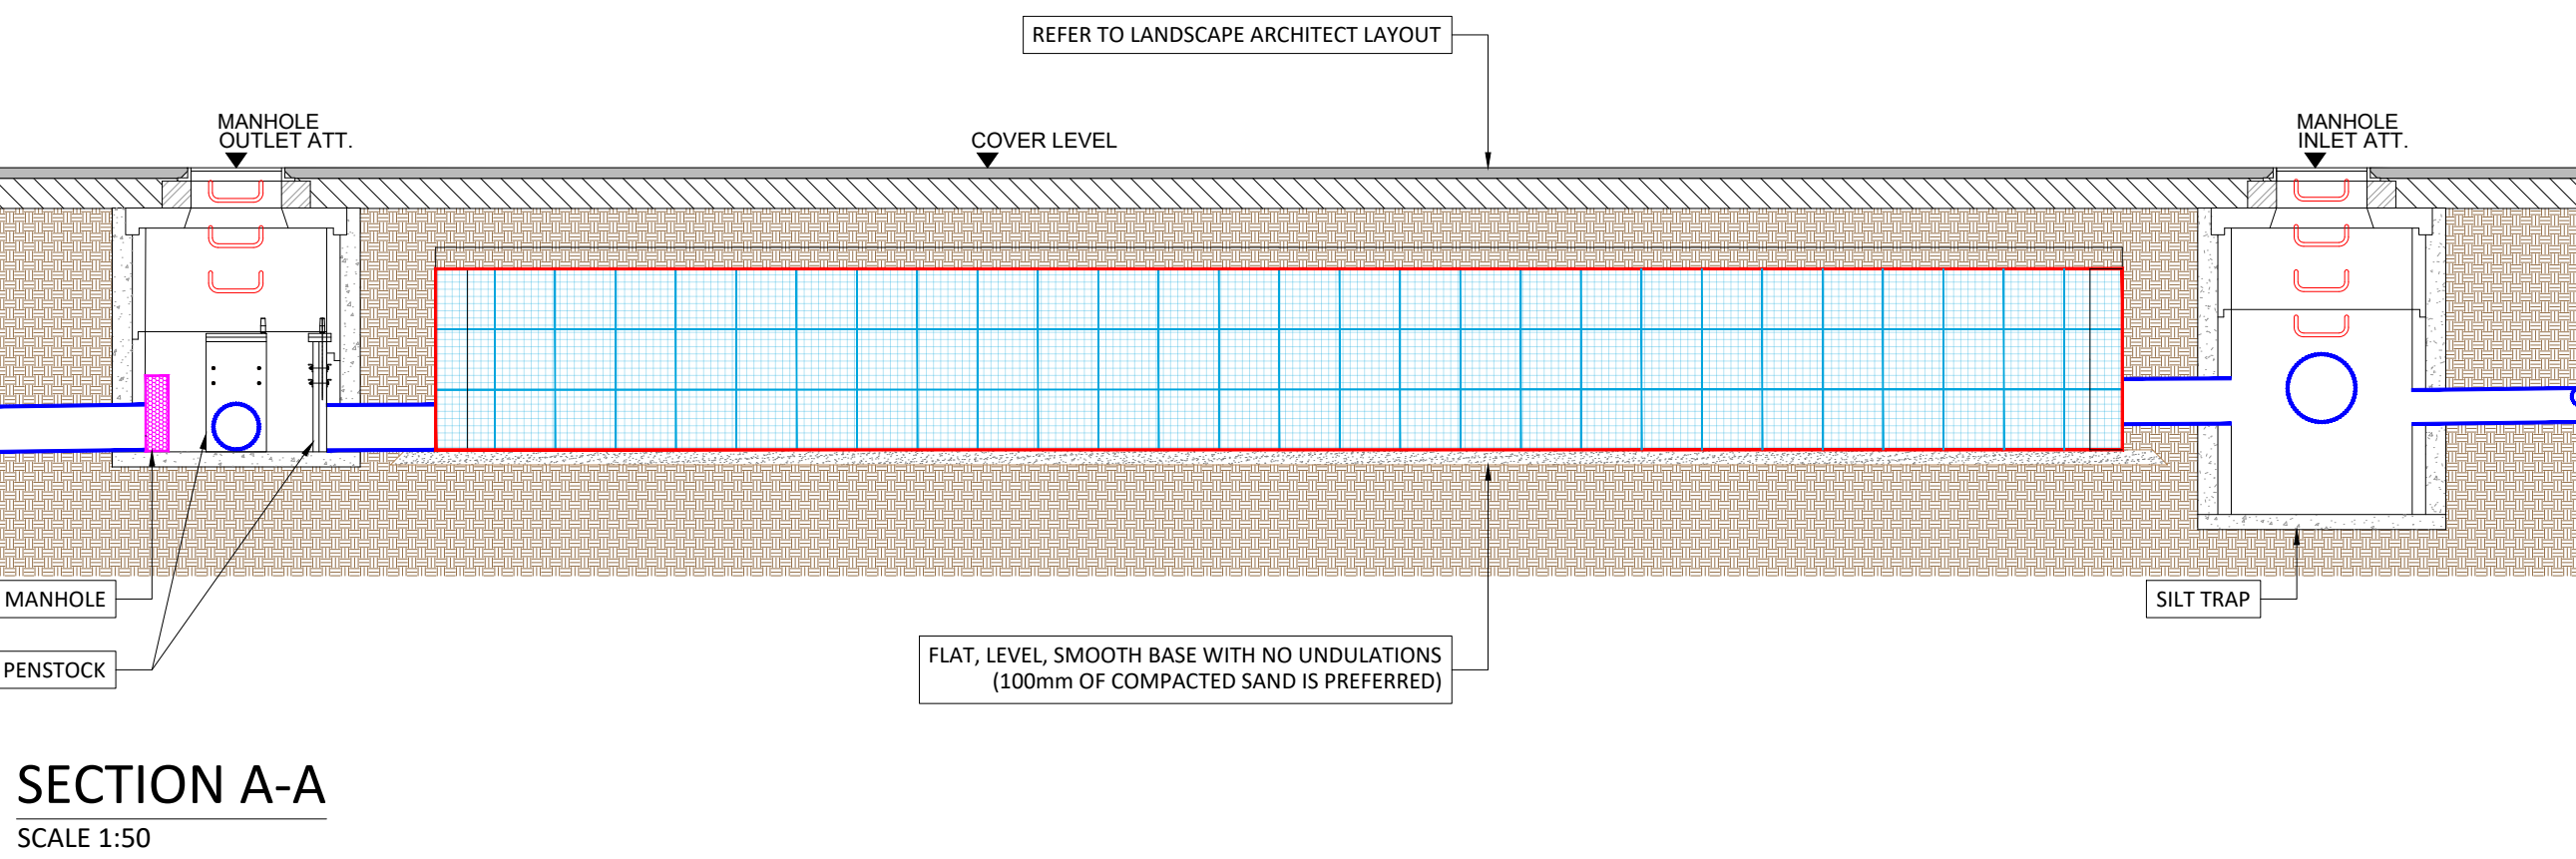 REFER TO LANDSCAPE ARCHITECT LAYOUT
MANHOLE
OUTLET ATT.
COVER LEVEL
MANHOLE
INLET ATT.
MANHOLE
SILT TRAP
PENSTOCK
FLAT, LEVEL, SMOOTH BASE WITH NO UNDULATIONS
(100mm OF COMPACTED SAND IS PREFERRED)
SECTION A-A
SCALE 1:50